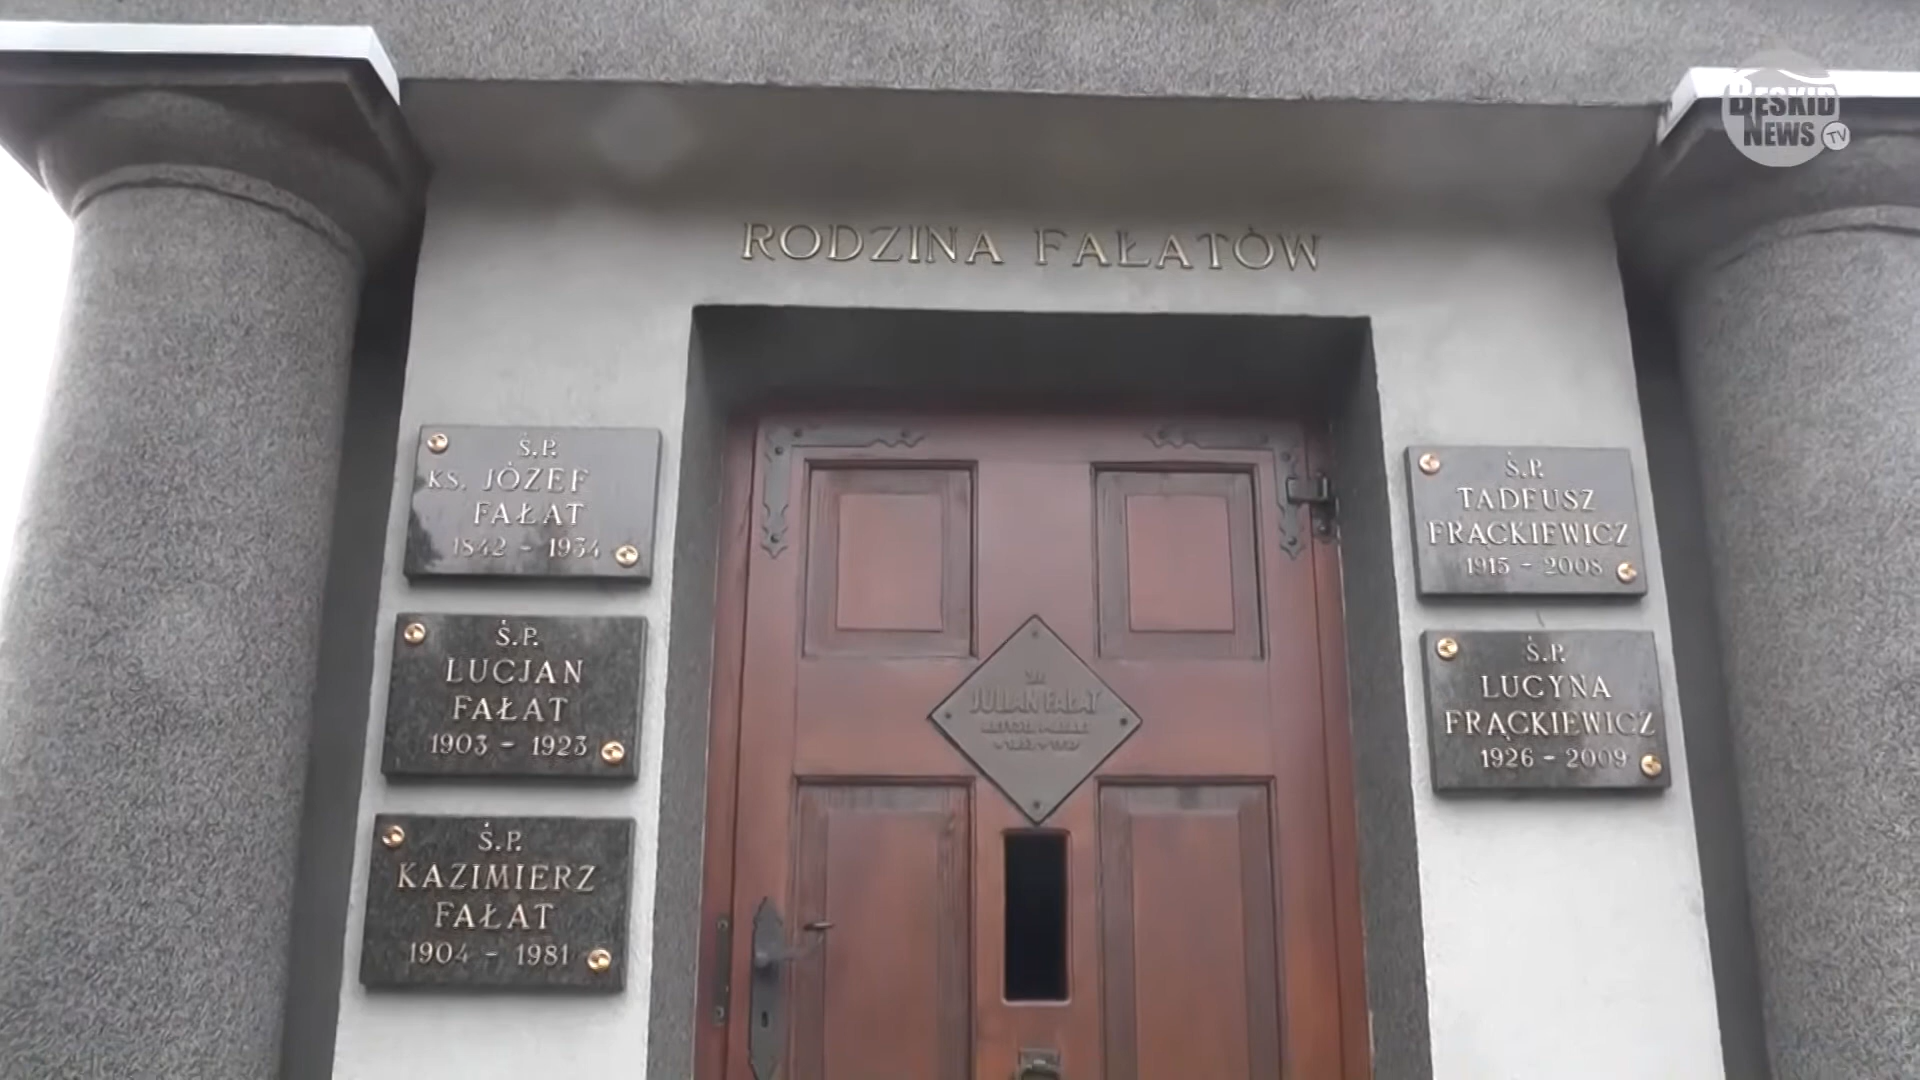 BESKID
NEWS TV
RODZINA FAŁATÓW
Ś.P.
KS. JÓZEF
FAŁAT
1842 - 1934
Ś.P.
LUCJAN
FAŁAT
1903 - 1923
Ś.P.
KAZIMIERZ
FAŁAT
1904 - 1981
JULIAN FAŁAT
Ś.P.
TADEUSZ
FRĄCKIEWICZ
1915 - 2008
Ś.P.
LUCYNA
FRĄCKIEWICZ
1926 - 2009